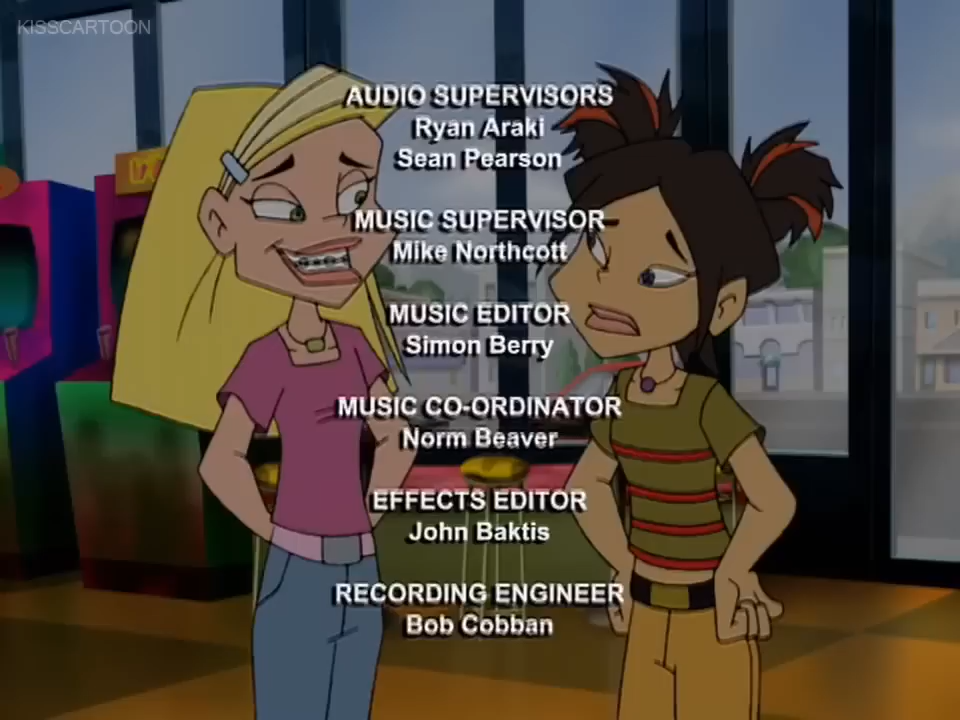 KISSCARTOON
AUDIO SUPERVISORS
Ryan Araki
Sean Pearson
MUSIC SUPERVISOR
Mike Northcott
MUSIC EDITOR
Simon Berry
MUSIC CO-ORDINATOR
Norm Beaver
EFFECTS EDITOR
John Baktis
RECORDING ENGINEER
Bob Cobban